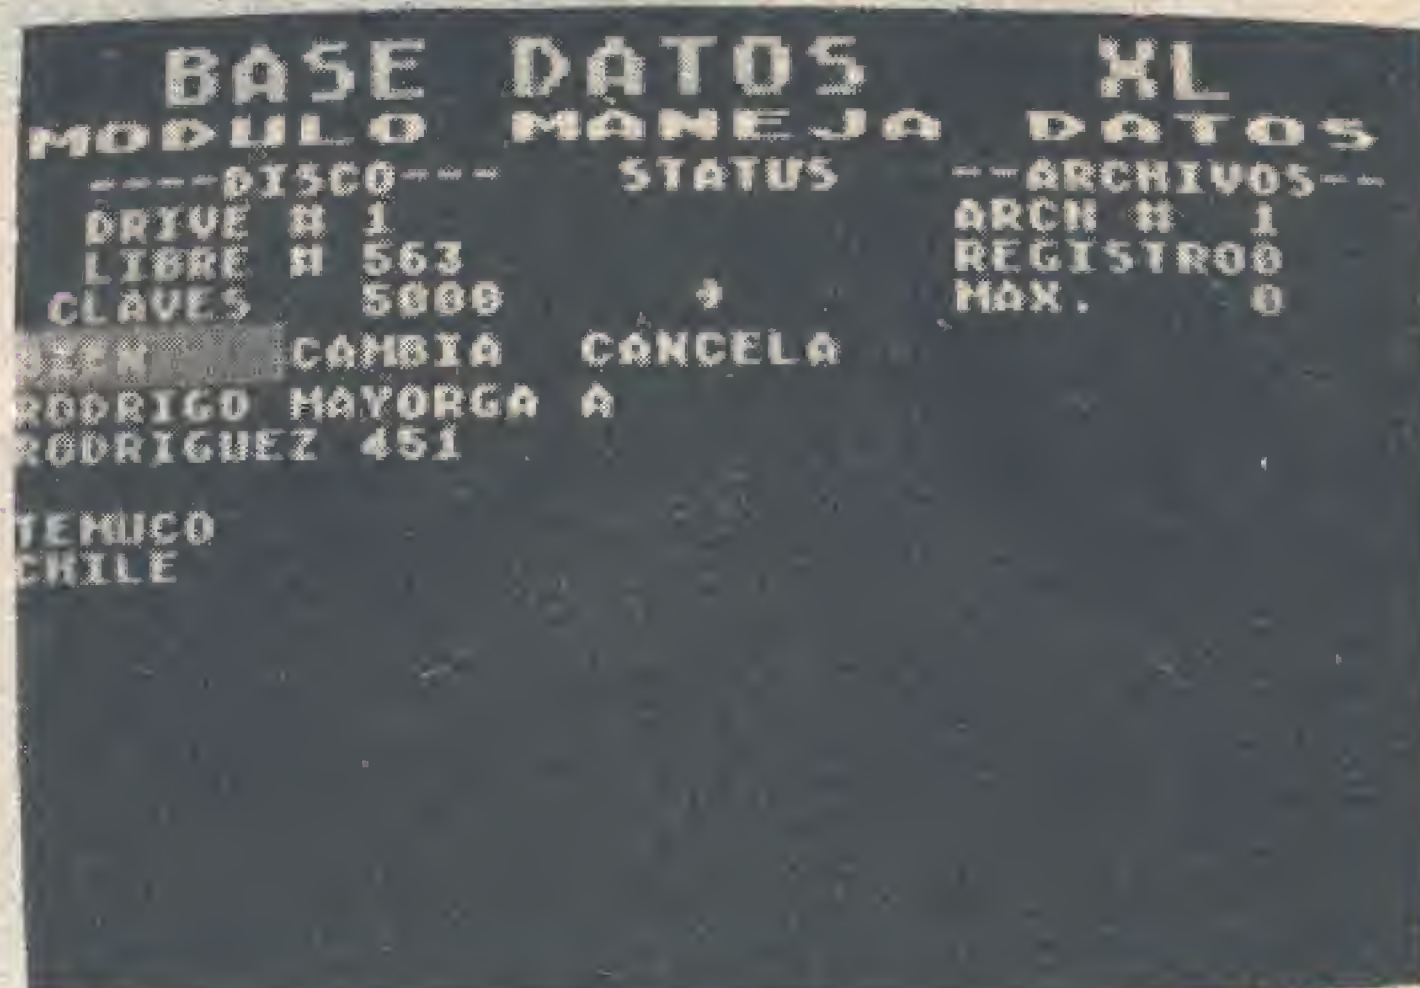 BASE DATOS XL
MODULO MANEJA DATOS
----DISCO--- STATUS --ARCHIVOS--
DRIVE # 1 ARCH # 1
LIBRE # 563 REGISTRO0
CLAVES 5000 MAX. 0
BIEN CAMBIA CANCELA
RODRIGO MAYORGA A
RODRIGUEZ 451
TEMUCO
CHILE